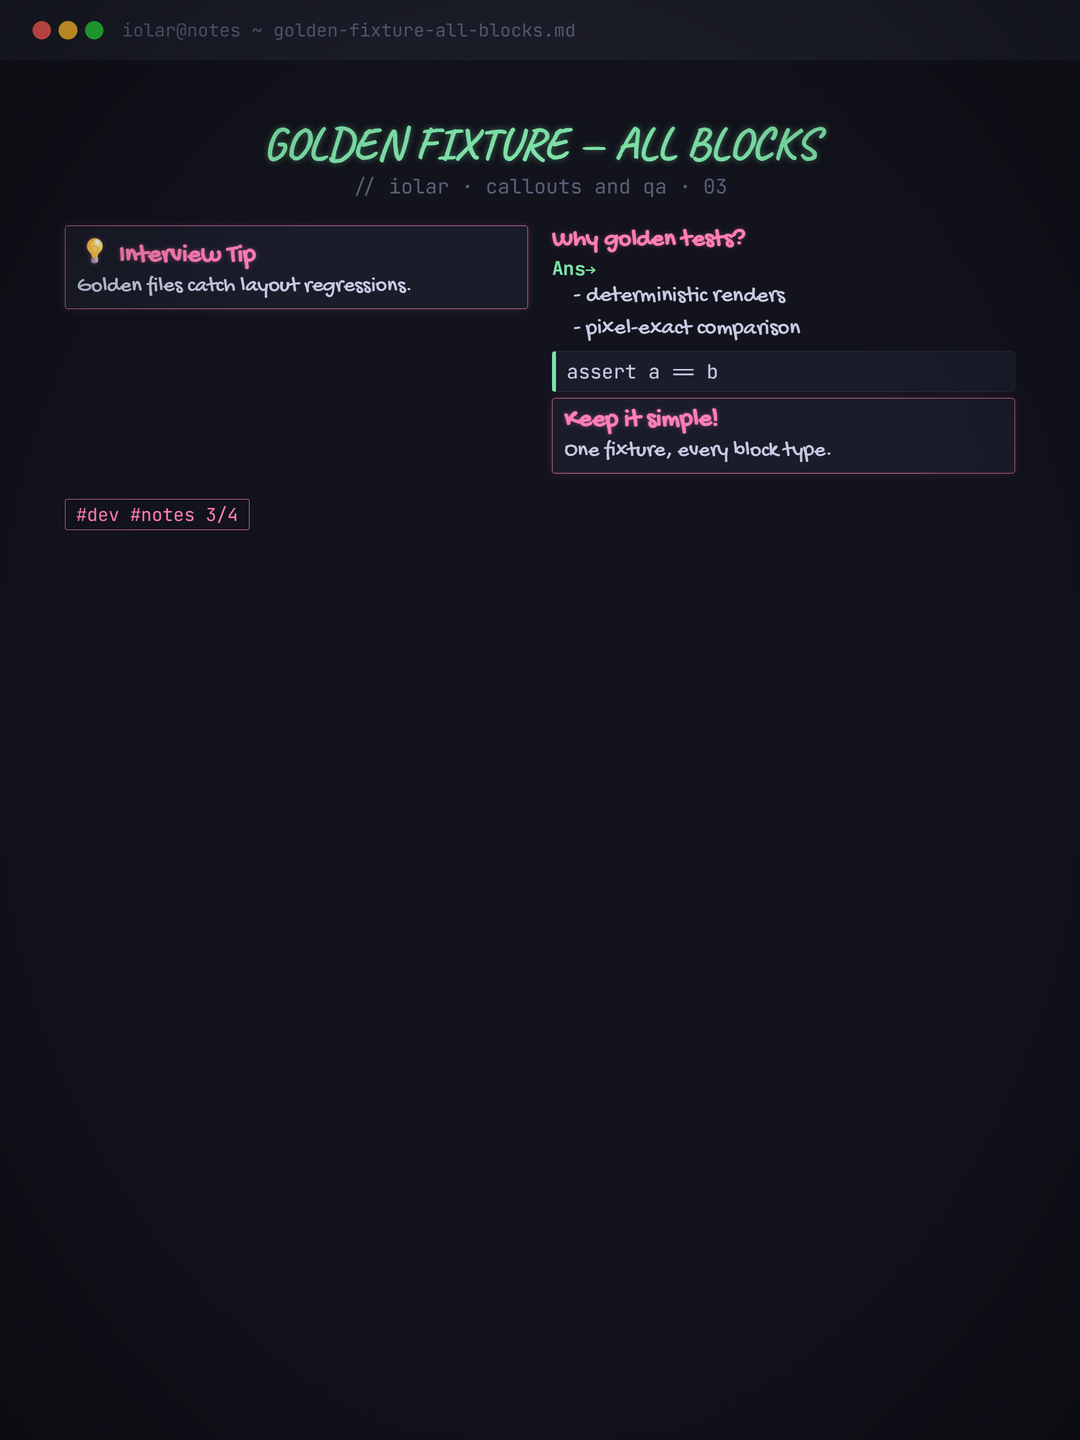 iolar@notes ~ golden-fixture-all-blocks.md
GOLDEN FIXTURE — ALL BLOCKS
// iolar · callouts and qa · 03
💡 Interview Tip
Golden files catch layout regressions.
Why golden tests?
Ans→
- deterministic renders
- pixel-exact comparison
assert a == b
Keep it simple!
One fixture, every block type.
#dev #notes 3/4